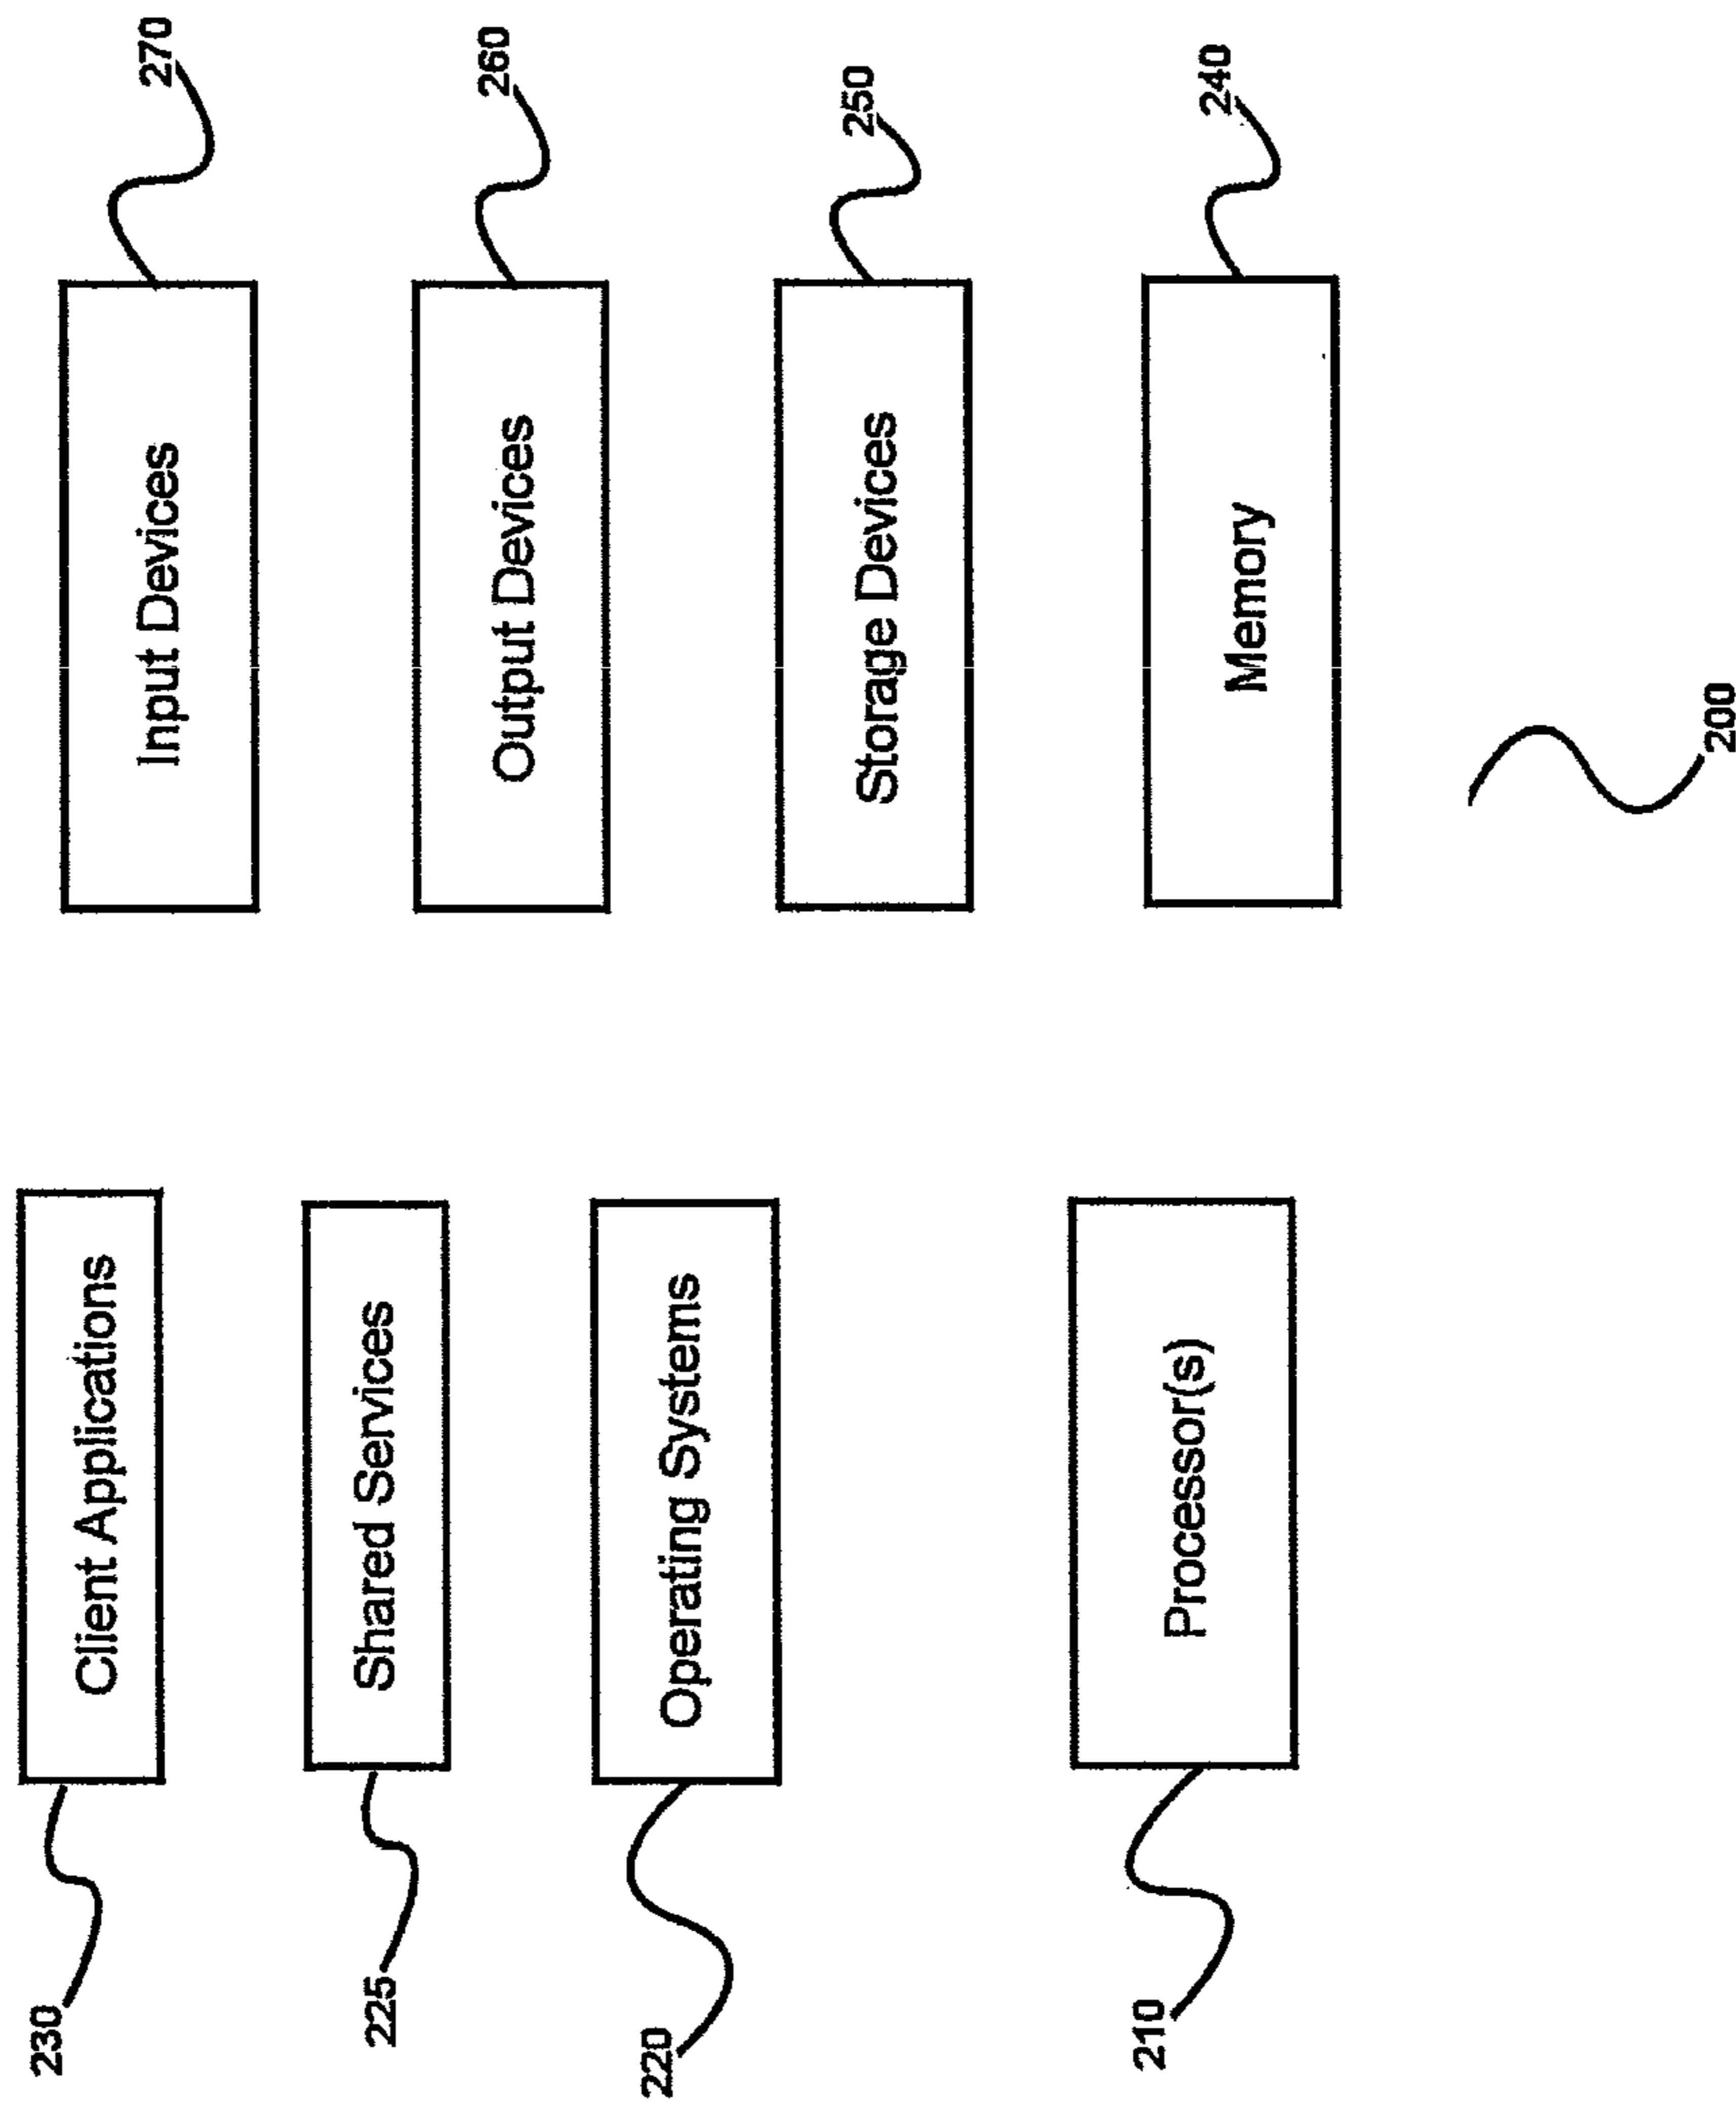 230
Client Applications
Input Devices
270
225
Shared Services
Output Devices
260
220
Operating Systems
Storage Devices
250
210
Processor(s)
Memory
240
200